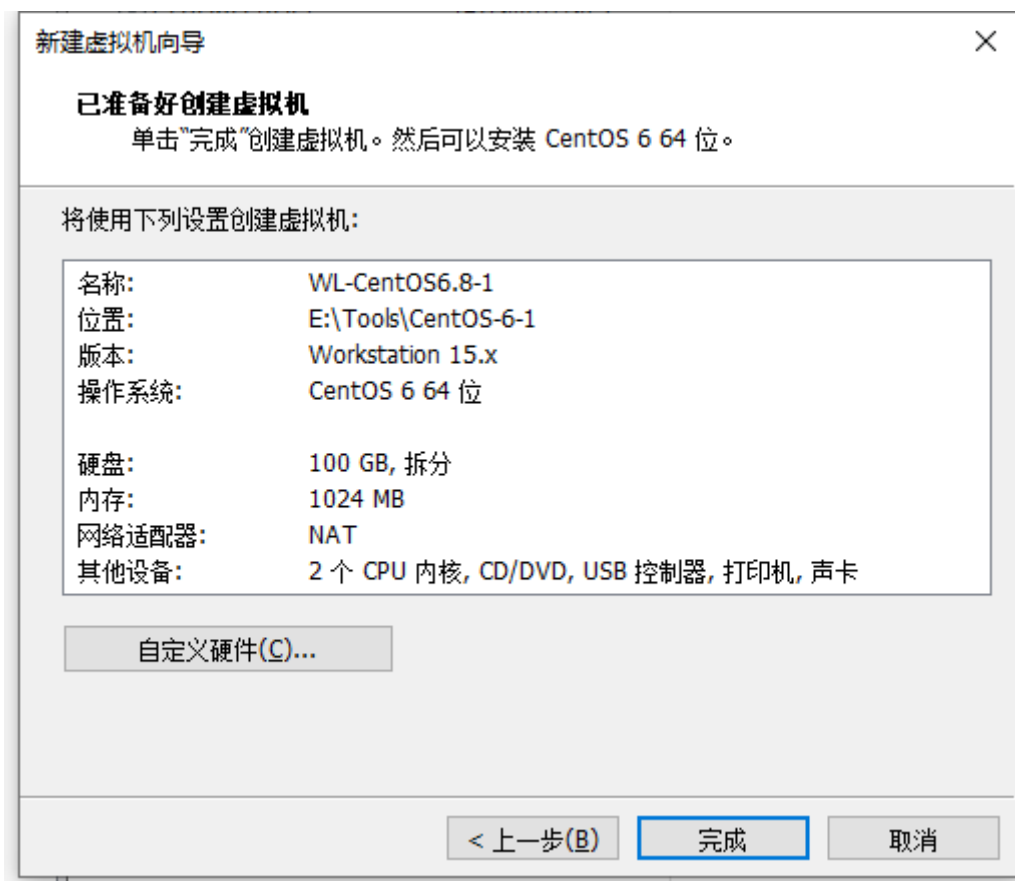 新建虚拟机向导
已准备好创建虚拟机
单击"完成"创建虚拟机。然后可以安装 CentOS 6 64 位。
将使用下列设置创建虚拟机:
名称: WL-CentOS6.8-1
位置: E:\Tools\CentOS-6-1
版本: Workstation 15.x
操作系统: CentOS 6 64 位
硬盘: 100 GB, 拆分
内存: 1024 MB
网络适配器: NAT
其他设备: 2 个 CPU 内核, CD/DVD, USB 控制器, 打印机, 声卡
自定义硬件(C)...
< 上一步(B) 完成 取消